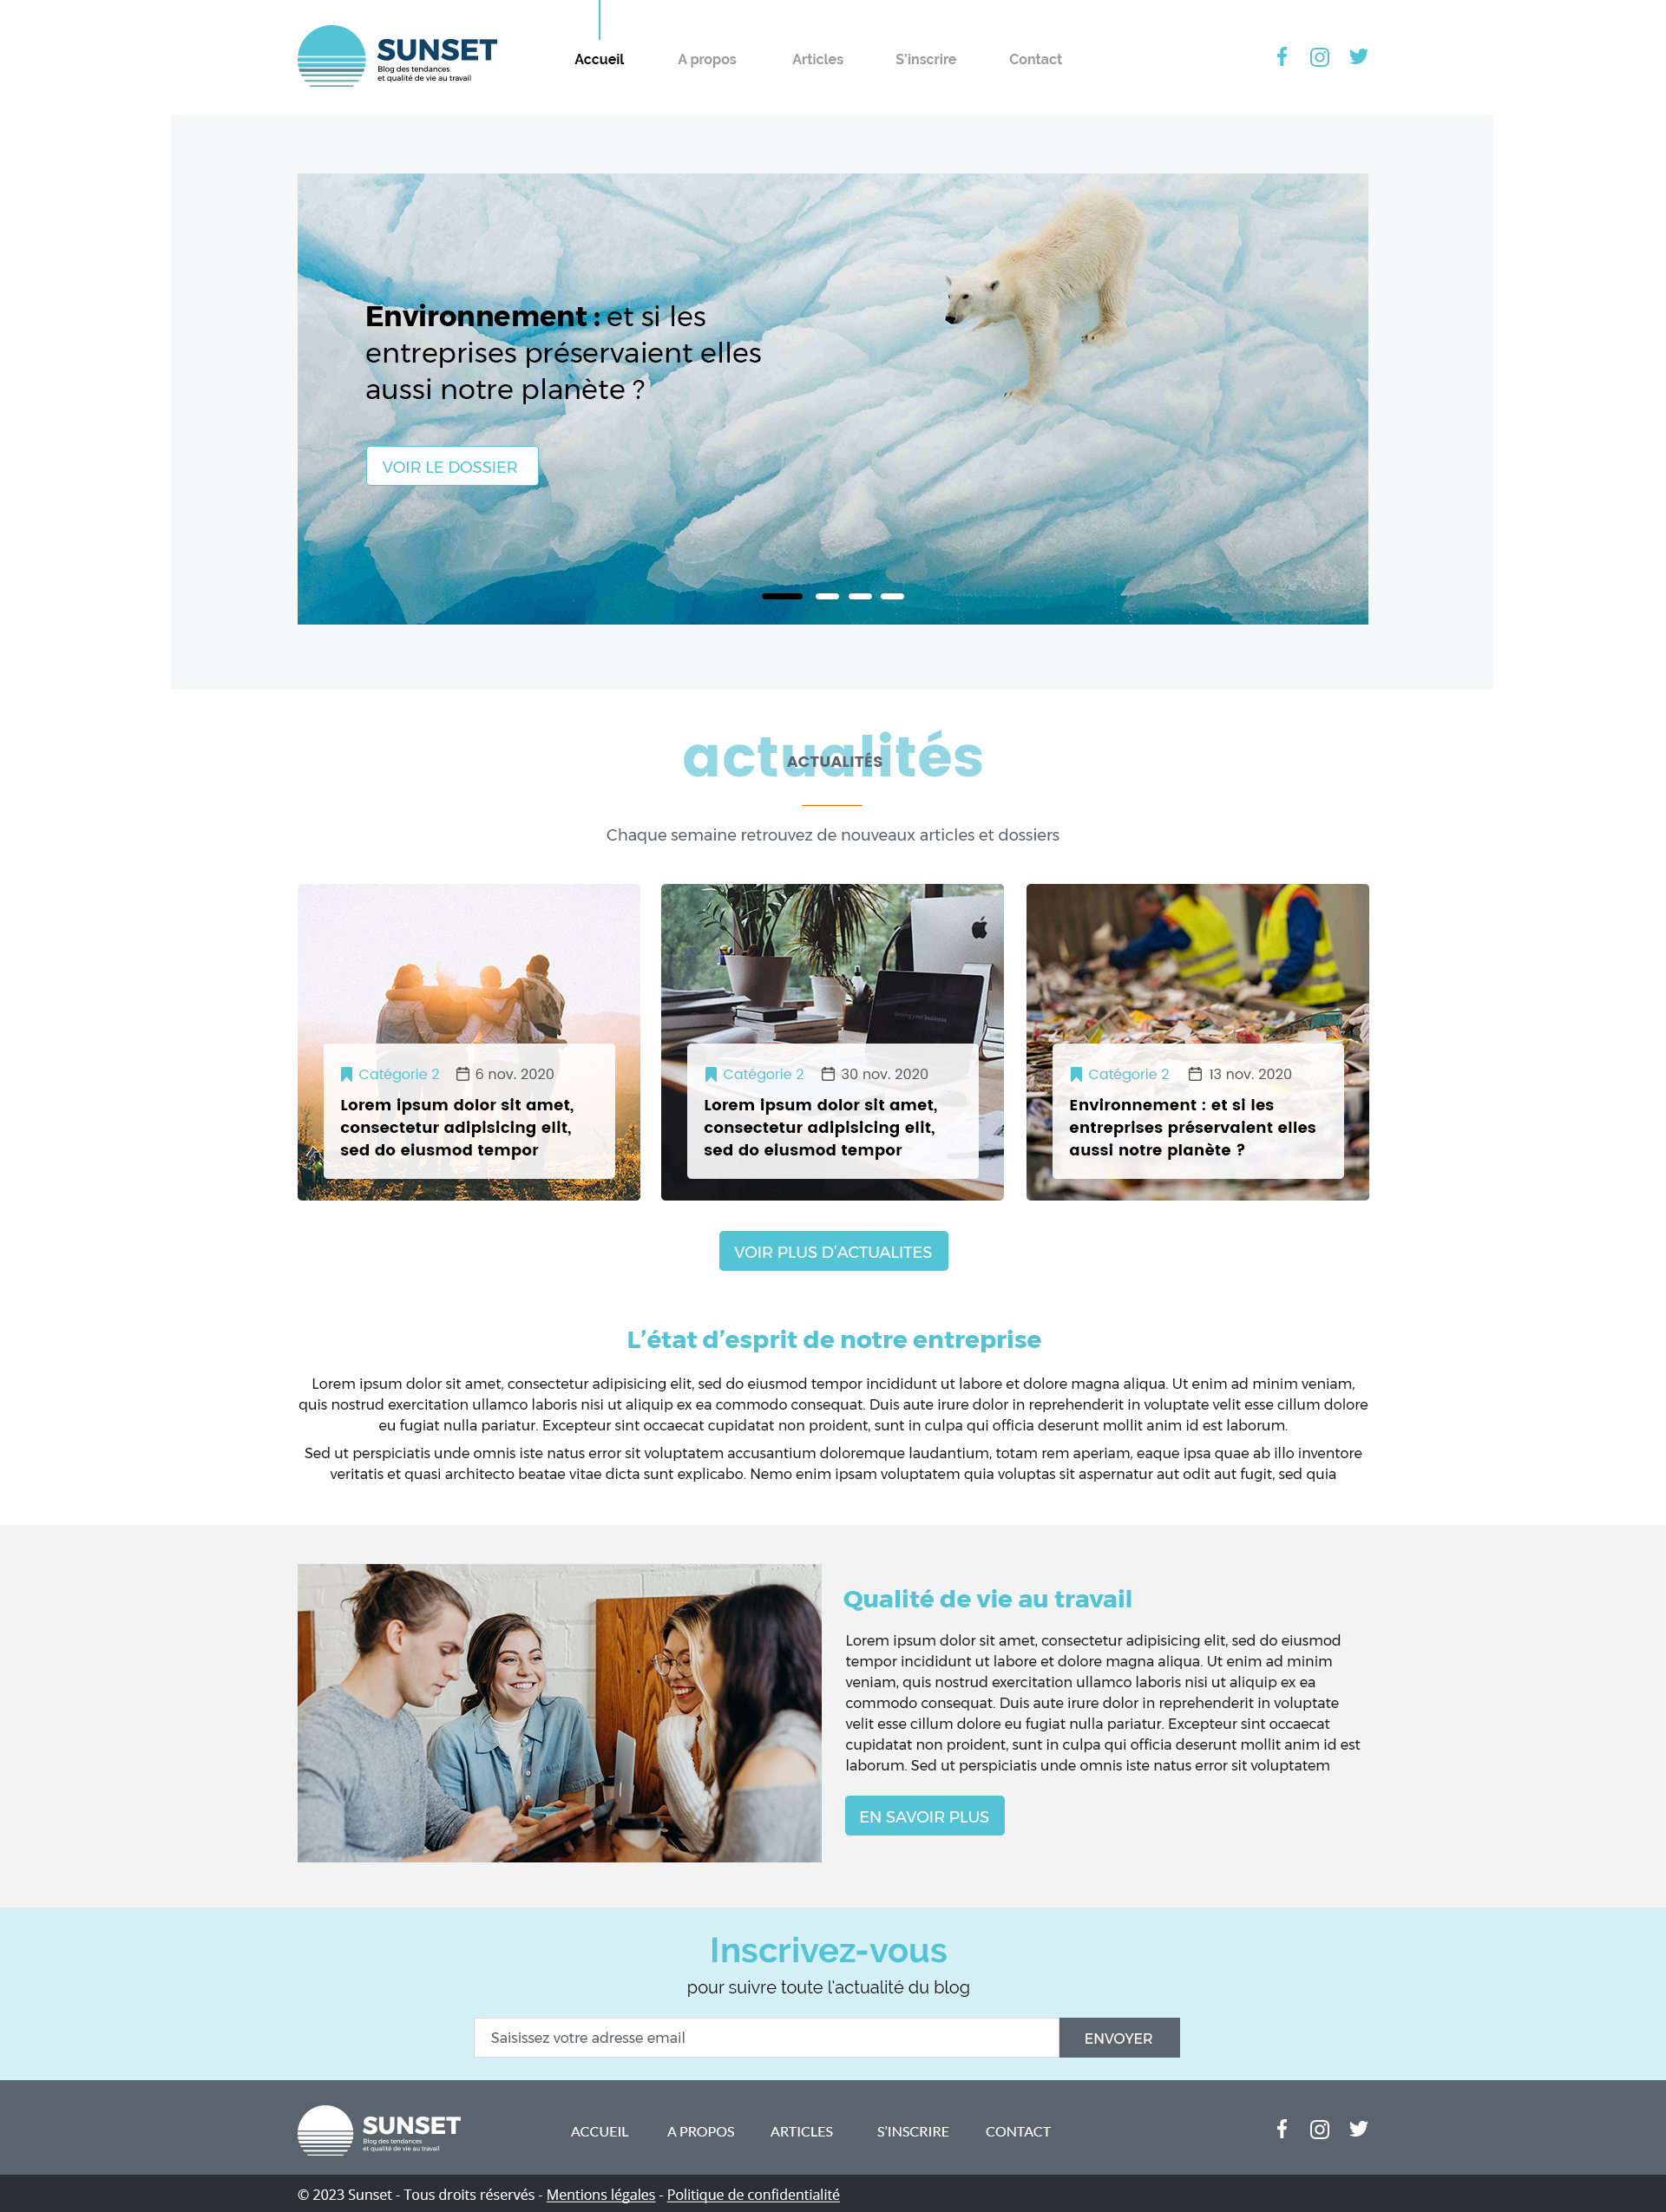 SUNSET
Blog des tendances
et qualité de vie au travail
Accueil
A propos
Articles
S'inscrire
Contact
Environnement : et si les
entreprises préservaient elles
aussi notre planète ?
VOIR LE DOSSIER
actualités
ACTUALITÉS
Chaque semaine retrouvez de nouveaux articles et dossiers
Catégorie 2
6 nov. 2020
Lorem ipsum dolor sit amet,
consectetur adipisicing elit,
sed do eiusmod tempor
Catégorie 2
30 nov. 2020
Lorem ipsum dolor sit amet,
consectetur adipisicing elit,
sed do eiusmod tempor
Catégorie 2
13 nov. 2020
Environnement : et si les
entreprises préservaient elles
aussi notre planète ?
VOIR PLUS D'ACTUALITES
L'état d'esprit de notre entreprise
Lorem ipsum dolor sit amet, consectetur adipisicing elit, sed do eiusmod tempor incididunt ut labore et dolore magna aliqua. Ut enim ad minim veniam,
quis nostrud exercitation ullamco laboris nisi ut aliquip ex ea commodo consequat. Duis aute irure dolor in reprehenderit in voluptate velit esse cillum dolore
eu fugiat nulla pariatur. Excepteur sint occaecat cupidatat non proident, sunt in culpa qui officia deserunt mollit anim id est laborum.
Sed ut perspiciatis unde omnis iste natus error sit voluptatem accusantium doloremque laudantium, totam rem aperiam, eaque ipsa quae ab illo inventore
veritatis et quasi architecto beatae vitae dicta sunt explicabo. Nemo enim ipsam voluptatem quia voluptas sit aspernatur aut odit aut fugit, sed quia
Qualité de vie au travail
Lorem ipsum dolor sit amet, consectetur adipisicing elit, sed do eiusmod
tempor incididunt ut labore et dolore magna aliqua. Ut enim ad minim
veniam, quis nostrud exercitation ullamco laboris nisi ut aliquip ex ea
commodo consequat. Duis aute irure dolor in reprehenderit in voluptate
velit esse cillum dolore eu fugiat nulla pariatur. Excepteur sint occaecat
cupidatat non proident, sunt in culpa qui officia deserunt mollit anim id est
laborum. Sed ut perspiciatis unde omnis iste natus error sit voluptatem
EN SAVOIR PLUS
Inscrivez-vous
pour suivre toute l'actualité du blog
Saisissez votre adresse email
ENVOYER
SUNSET
Blog des tendances
et qualité de vie au travail
ACCUEIL
A PROPOS
ARTICLES
S'INSCRIRE
CONTACT
© 2023 Sunset - Tous droits réservés - Mentions légales - Politique de confidentialité